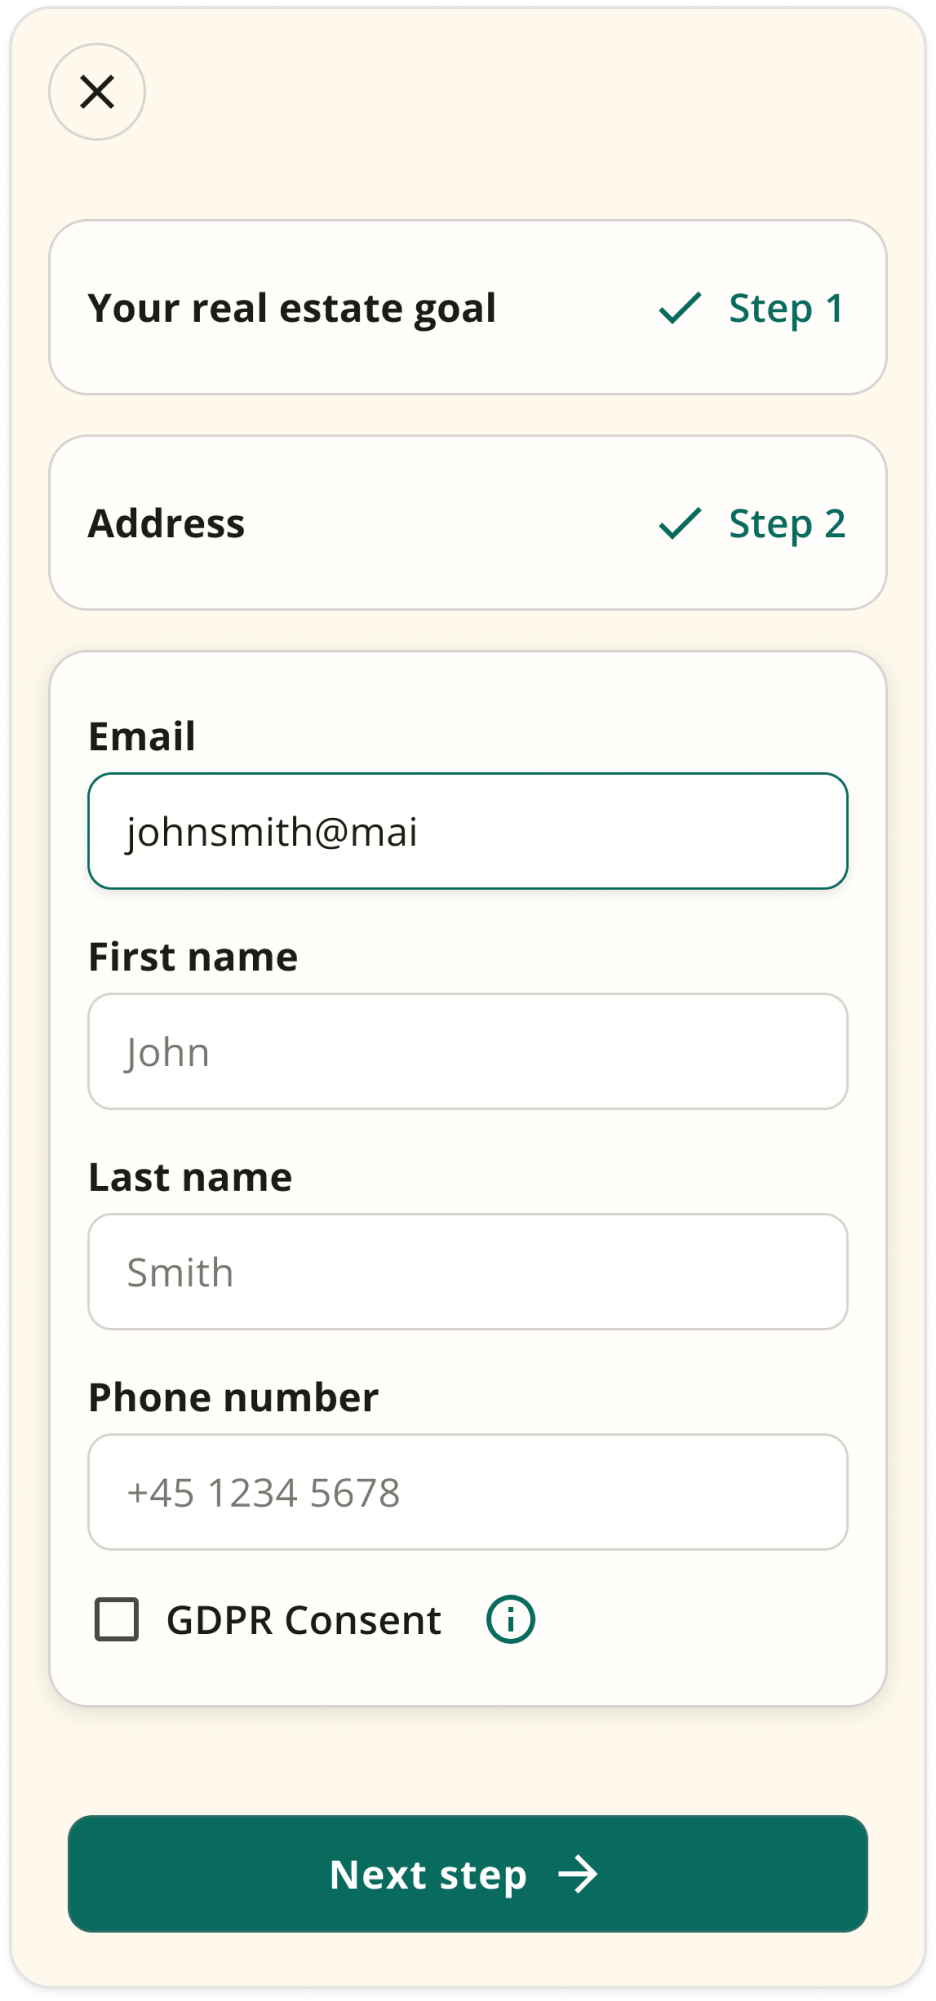 Your real estate goal
Step 1
Address
Step 2
Email
johnsmith@mai
First name
John
Last name
Smith
Phone number
+45 1234 5678
GDPR Consent
Next step